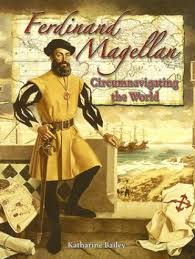 Ferdinand
Magellan
Circumnavigating
the World
Katharine Bailey